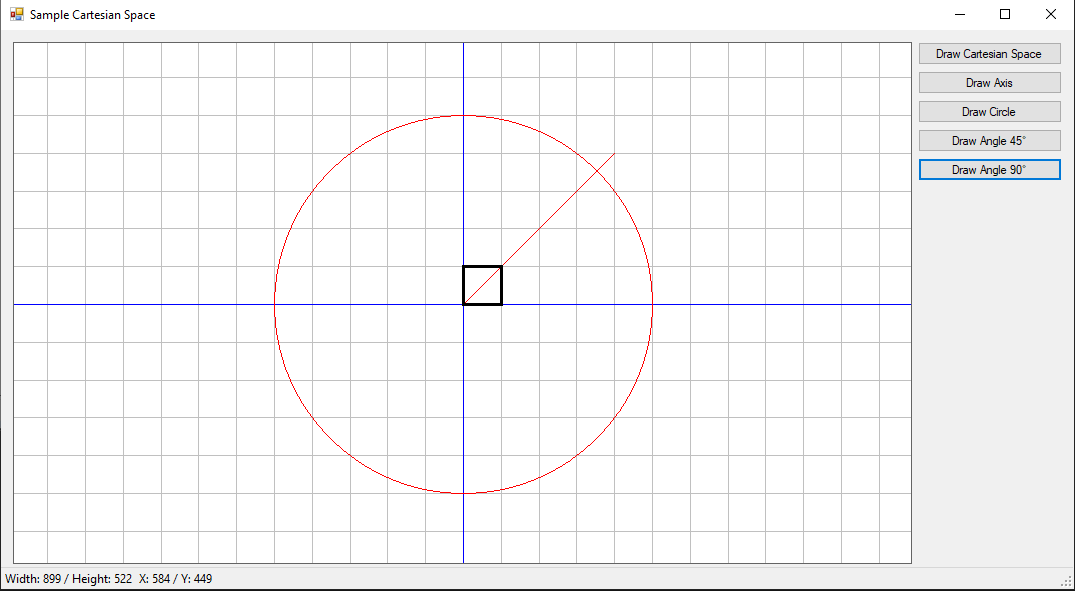 Sample Cartesian Space
Draw Cartesian Space
Draw Axis
Draw Circle
Draw Angle 45°
Draw Angle 90°
Width: 899 / Height: 522 X: 584 / Y: 449